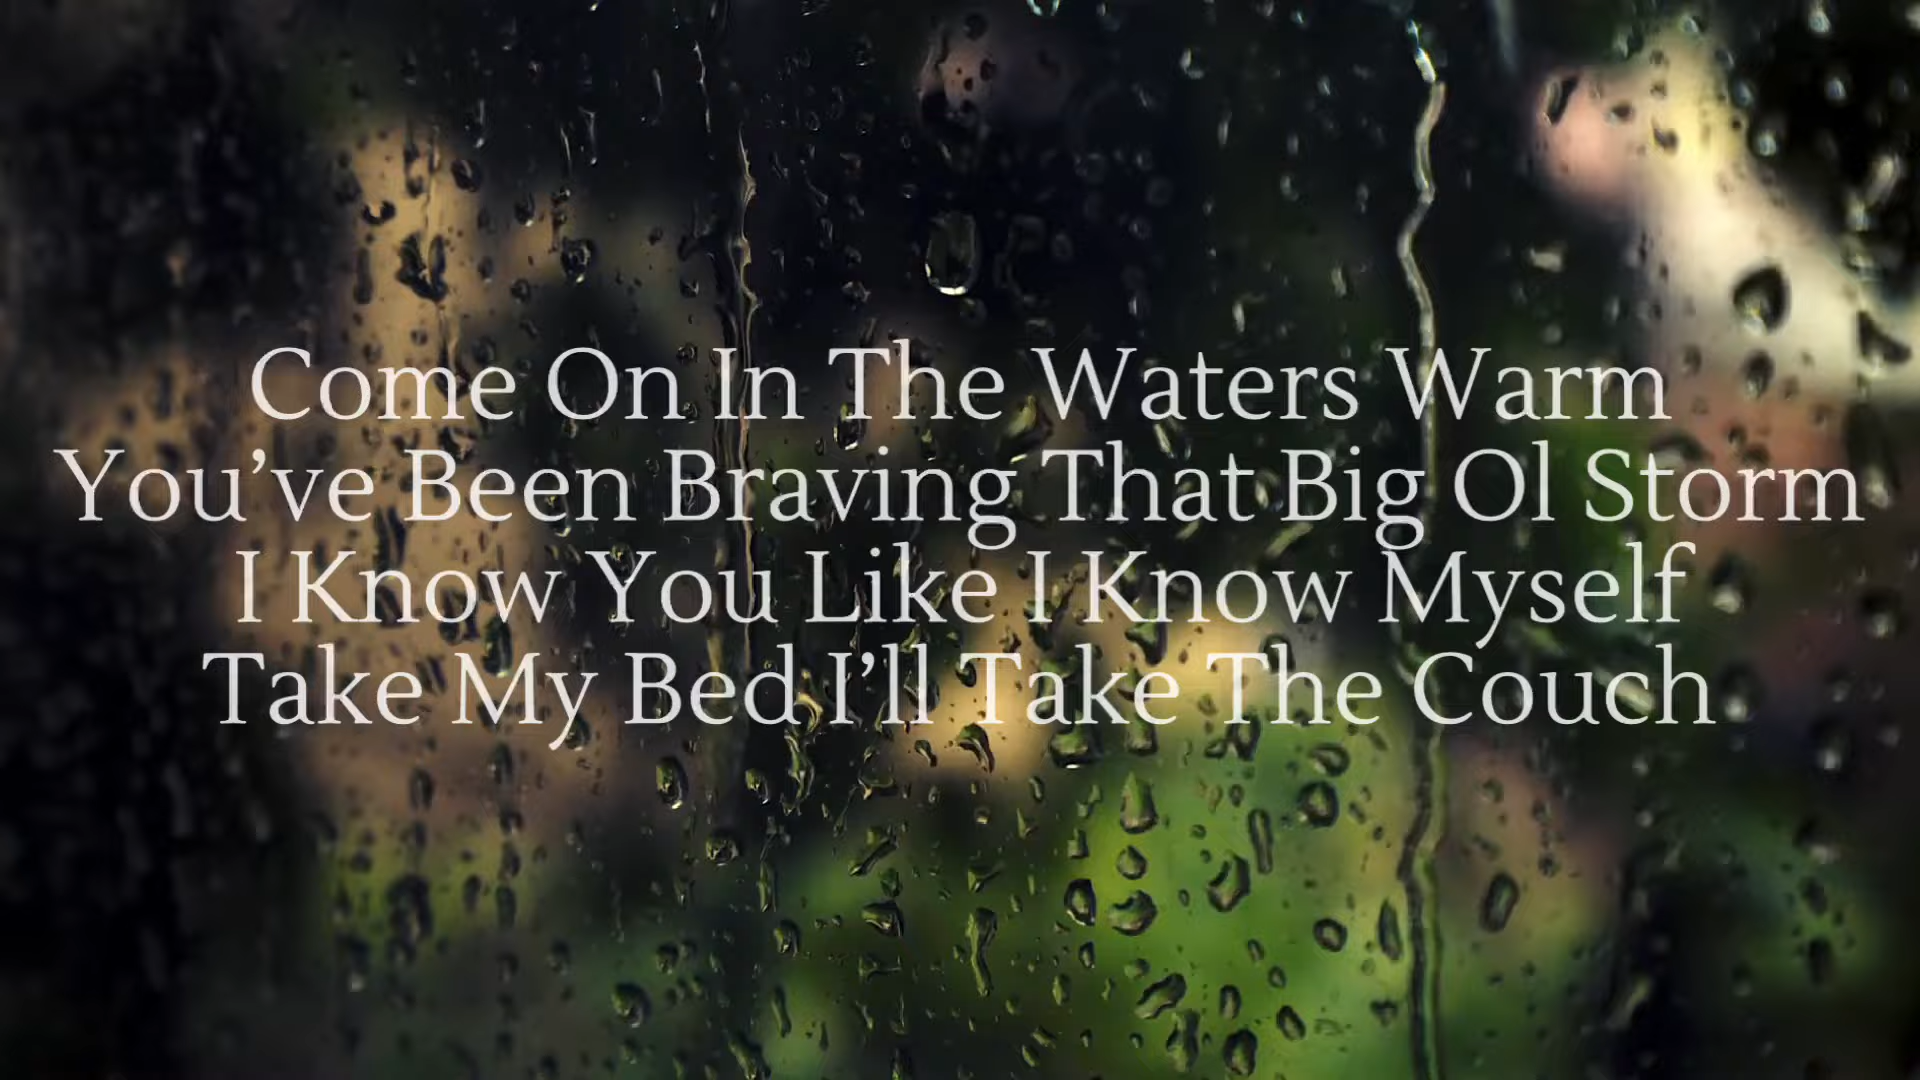 Come On In The Waters Warm
You’ve Been Braving That Big Ol Storm
I Know You Like I Know Myself
Take My Bed I’ll Take The Couch